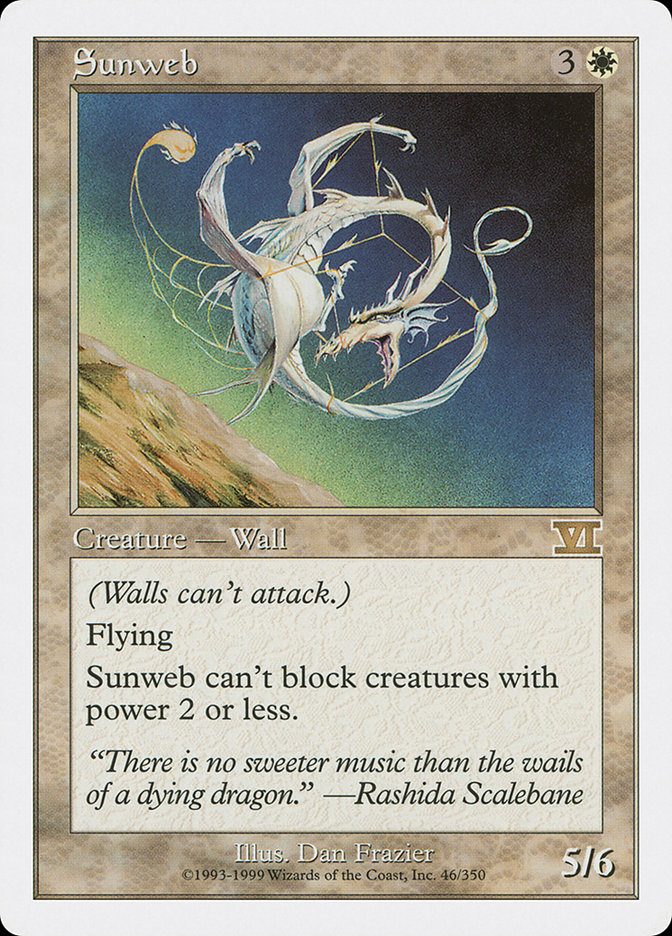 Sunweb 3
Creature — Wall VI
(Walls can't attack.)
Flying
Sunweb can't block creatures with
power 2 or less.
“There is no sweeter music than the wails
of a dying dragon.” —Rashida Scalebane
Illus. Dan Frazier
©1993-1999 Wizards of the Coast, Inc. 46/350
5/6